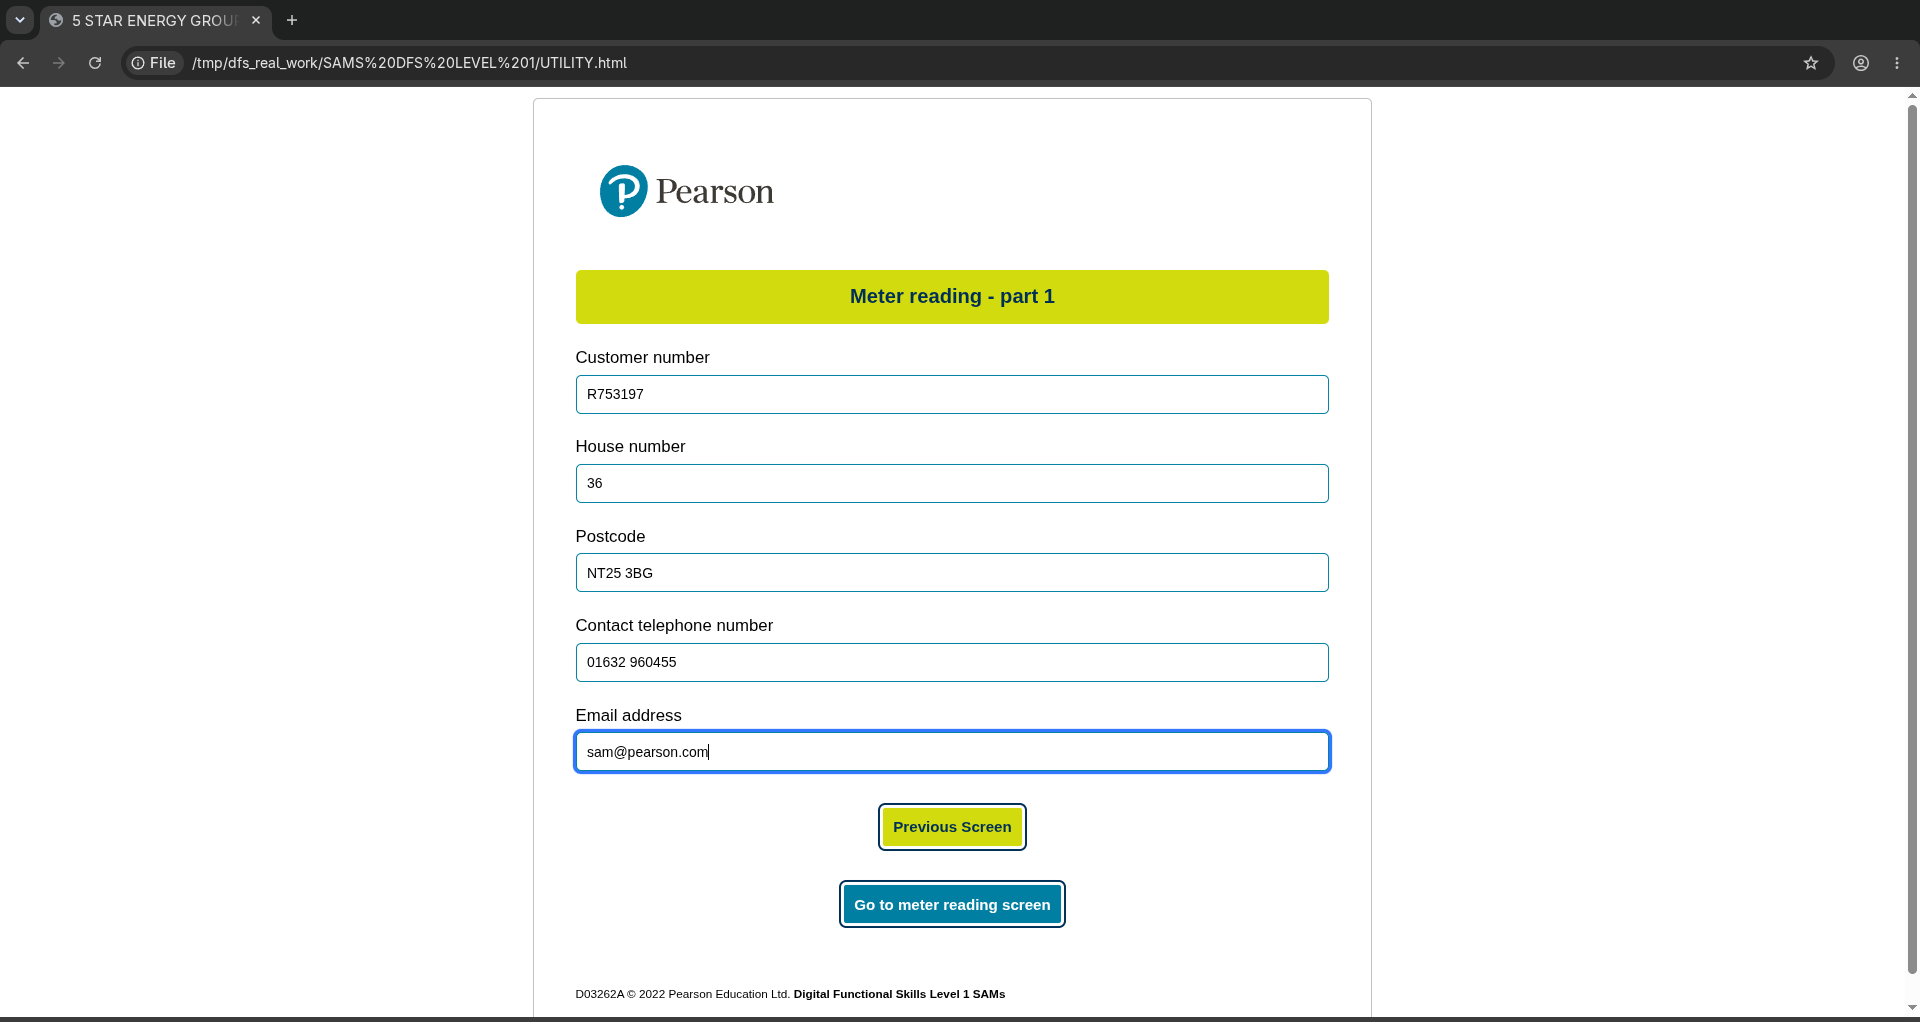 5 STAR ENERGY GROU
File
/tmp/dfs_real_work/SAMS%20DFS%20LEVEL%201/UTILITY.html
Pearson
Meter reading - part 1
Customer number
R753197
House number
36
Postcode
NT25 3BG
Contact telephone number
01632 960455
Email address
sam@pearson.com
Previous Screen
Go to meter reading screen
D03262A © 2022 Pearson Education Ltd. Digital Functional Skills Level 1 SAMs